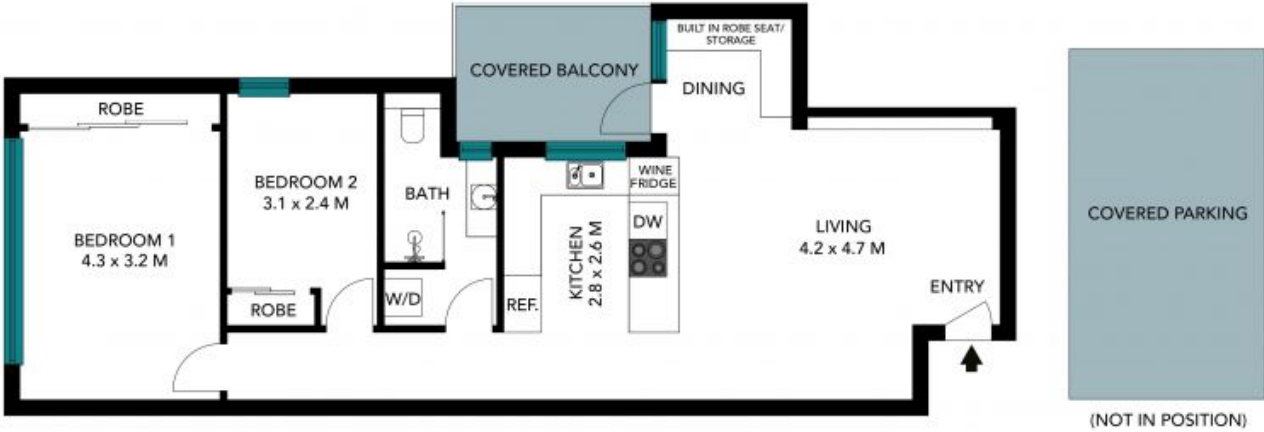 ROBE
BEDROOM 1
4.3 x 3.2 M
BEDROOM 2
3.1 x 2.4 M
ROBE
BATH
W/D
COVERED BALCONY
BUILT IN ROBE SEAT/
STORAGE
DINING
WINE
FRIDGE
DW
KITCHEN
2.8 x 2.6 M
REF.
LIVING
4.2 x 4.7 M
ENTRY
COVERED PARKING
(NOT IN POSITION)